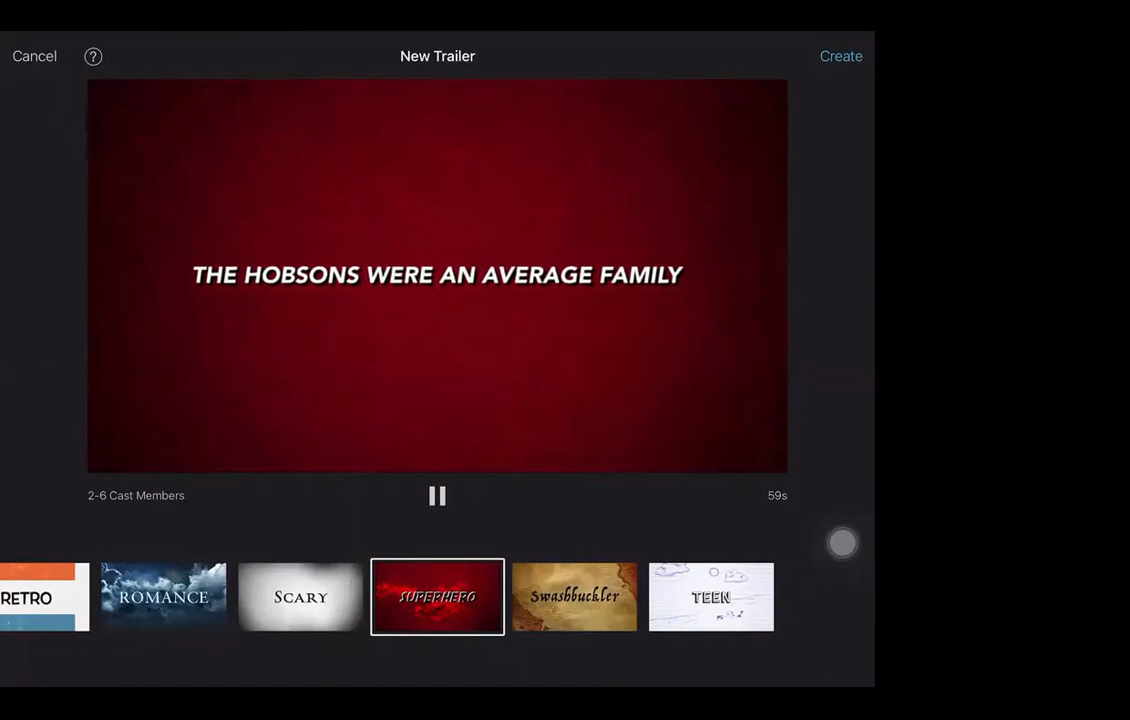 Cancel
?
New Trailer
Create
THE HOBSONS WERE AN AVERAGE FAMILY
2-6 Cast Members
59s
RETRO
ROMANCE
SCARY
SUPERHERO
Swashbuckler
TEEN